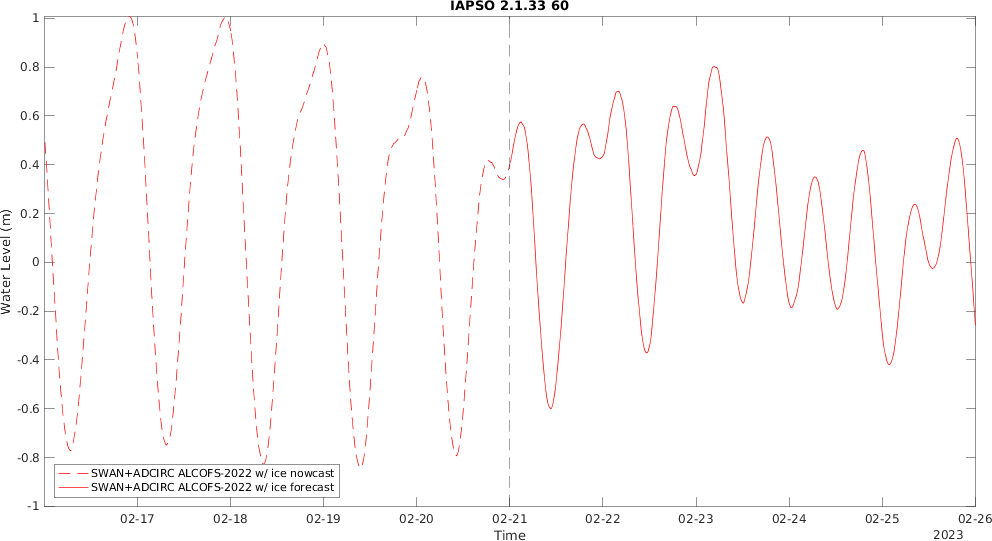 IAPSO 2.1.33 60
1
0.8
0.6
0.4
0.2
0
-0.2
-0.4
-0.6
-0.8
-1
Water Level (m)
SWAN+ADCIRC ALCOFS-2022 w/ ice nowcast
SWAN+ADCIRC ALCOFS-2022 w/ ice forecast
02-17 02-18 02-19 02-20 02-21 02-22 02-23 02-24 02-25 02-26
Time
2023